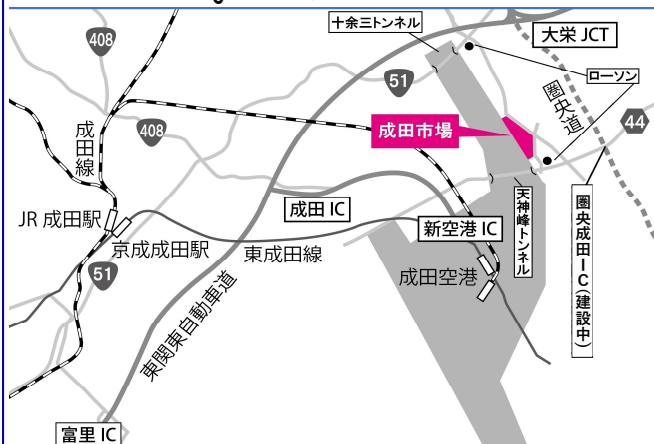 十余三トンネル
大栄 JCT
408
51
ローソン
圏央道
成田市場
44
408
成田線
成田 IC
新空港 IC
天神峰トンネル
圏央成田IC(建設中)
JR 成田駅
京成成田駅
東成田線
成田空港
51
東関東自動車道
富里 IC